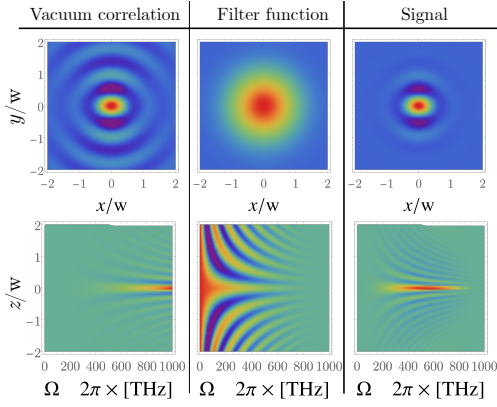 Vacuum correlation Filter function Signal
2
1
y/w 0
−1
−2
−2 −1 0 1 2 −2 −1 0 1 2 −2 −1 0 1 2
x/w x/w x/w
2
1
z/w 0
−1
−2
0 200 400 600 800 1000 0 200 400 600 800 1000 0 200 400 600 800 1000
Ω 2π × [THz] Ω 2π × [THz] Ω 2π × [THz]